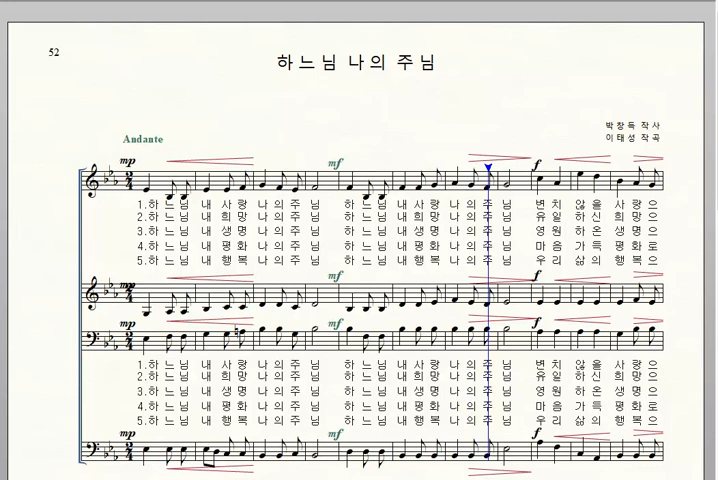 52
하느님 나의 주님
박창득 작사
이태성 작곡
Andante
mp mf f
1.하 느 님 내 사 랑 나 의 주 님 하 느 님 내 사 랑 나 의 주 님 변 치 않 을 사 랑 으
2.하 느 님 내 희 망 나 의 주 님 하 느 님 내 희 망 나 의 주 님 유 일 하 신 희 망 으
3.하 느 님 내 생 명 나 의 주 님 하 느 님 내 생 명 나 의 주 님 영 원 하 온 생 명 으
4.하 느 님 내 평 화 나 의 주 님 하 느 님 내 평 화 나 의 주 님 마 음 가 득 평 화 로
5.하 느 님 내 행 복 나 의 주 님 하 느 님 내 행 복 나 의 주 님 우 리 삶 의 행 복 으
mp mf f
mp mf f
1.하 느 님 내 사 랑 나 의 주 님 하 느 님 내 사 랑 나 의 주 님 변 치 않 을 사 랑 으
2.하 느 님 내 희 망 나 의 주 님 하 느 님 내 희 망 나 의 주 님 유 일 하 신 희 망 으
3.하 느 님 내 생 명 나 의 주 님 하 느 님 내 생 명 나 의 주 님 영 원 하 온 생 명 으
4.하 느 님 내 평 화 나 의 주 님 하 느 님 내 평 화 나 의 주 님 마 음 가 득 평 화 로
5.하 느 님 내 행 복 나 의 주 님 하 느 님 내 행 복 나 의 주 님 우 리 삶 의 행 복 으
mp mf f